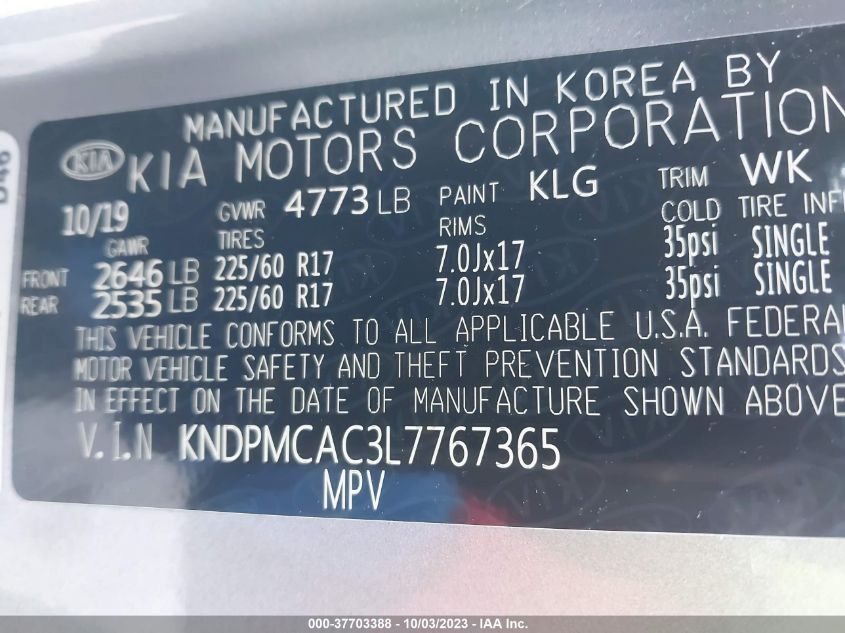 MANUFACTURED IN KOREA BY
KIA KIA MOTORS CORPORATION
10/19 GVWR 4773 LB PAINT KLG TRIM WK
GAWR TIRES RIMS COLD TIRE INF
FRONT 2646 LB 225/60 R17 7.0Jx17 35psi SINGLE
REAR 2535 LB 225/60 R17 7.0Jx17 35psi SINGLE
THIS VEHICLE CONFORMS TO ALL APPLICABLE U.S.A. FEDERAL
MOTOR VEHICLE SAFETY AND THEFT PREVENTION STANDARDS
IN EFFECT ON THE DATE OF MANUFACTURE SHOWN ABOVE
V.I.N KNDPMCAC3L7767365
MPV
000-37703388 - 10/03/2023 - IAA Inc.